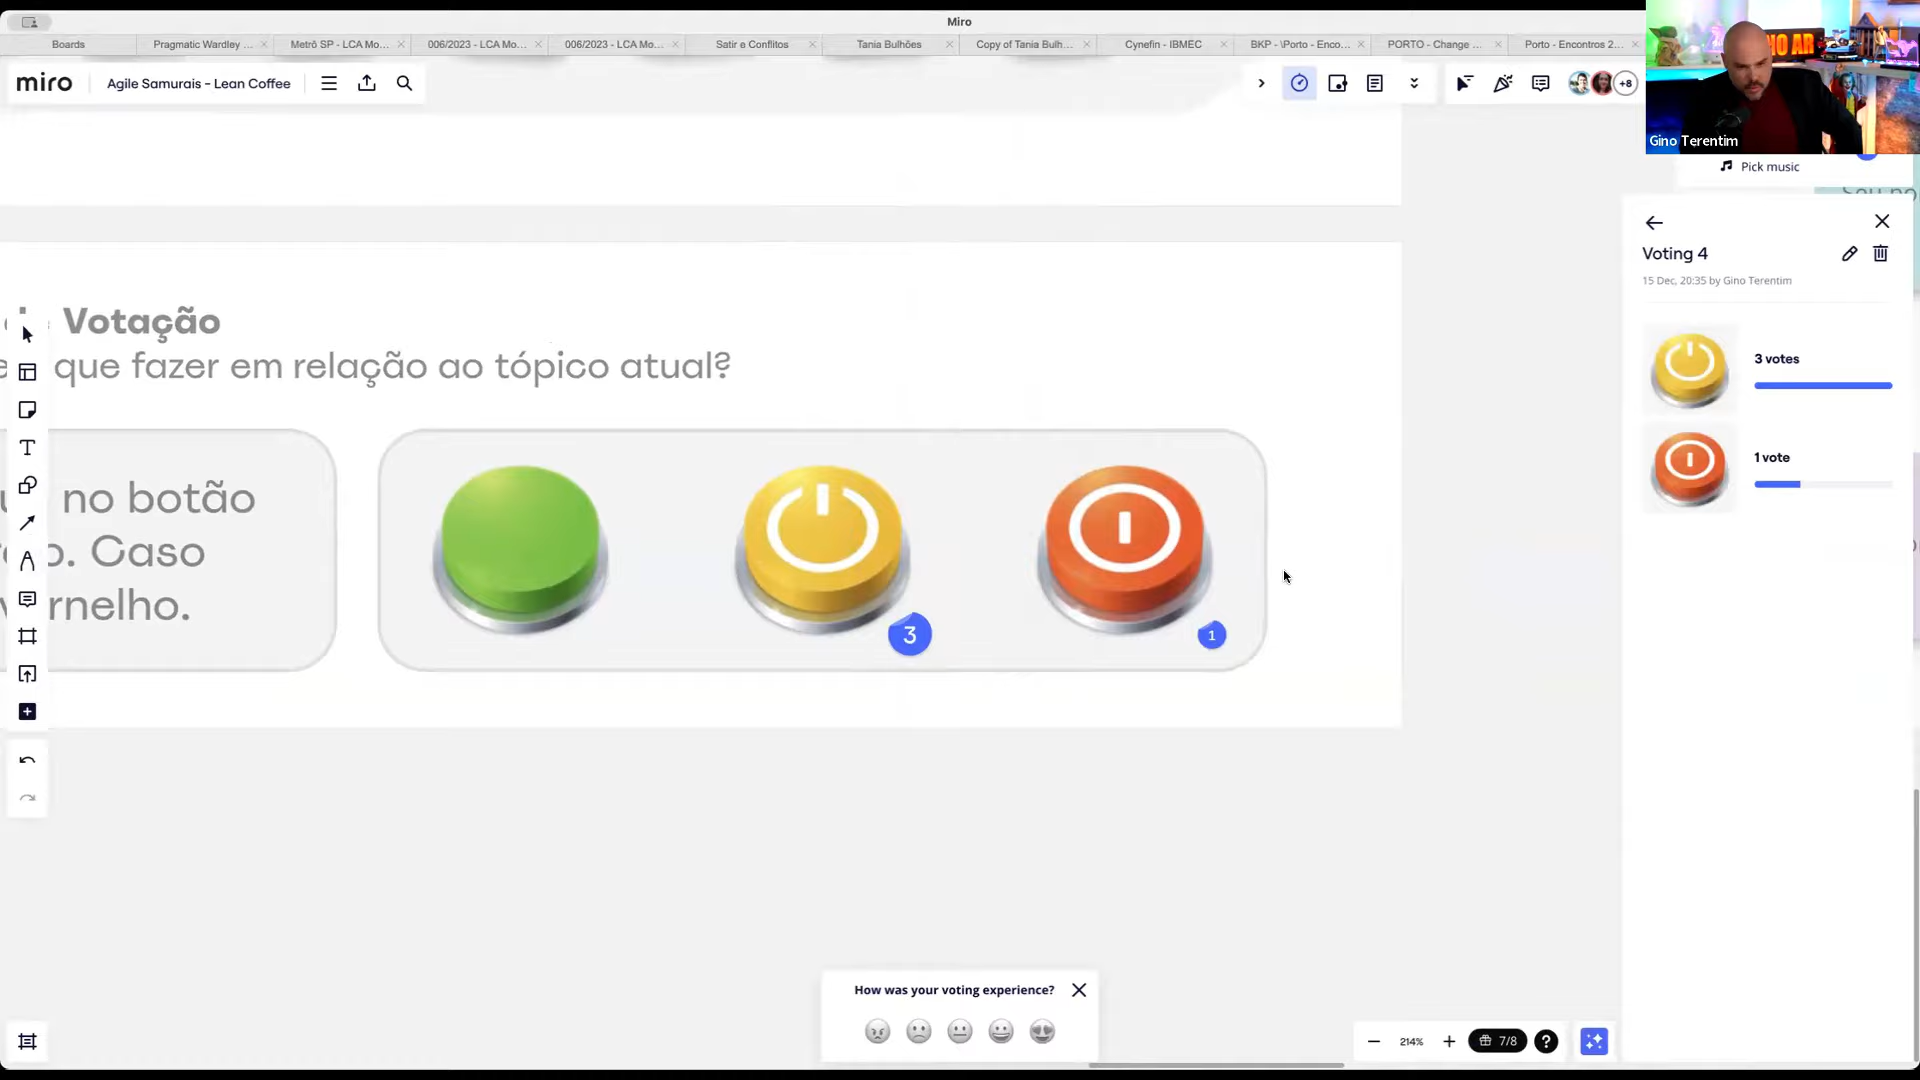 Miro
Boards
Pragmatic Wardley ...
Metrô SP - LCA Mo...
006/2023 - LCA Mo...
006/2023 - LCA Mo...
Satir e Conflitos
Tania Bulhões
Copy of Tania Bulh...
Cynefin - IBMEC
BKP - \Porto - Enco...
PORTO - Change ...
Porto - Encontros 2...
miro
Agile Samurais - Lean Coffee
+8
NO AR
Gino Terentim
Pick music
Voting 4
15 Dec, 20:35 by Gino Terentim
3 votes
1 vote
Votação
que fazer em relação ao tópico atual?
no botão
o. Caso
rmelho.
3
1
How was your voting experience?
214%
7/8
?